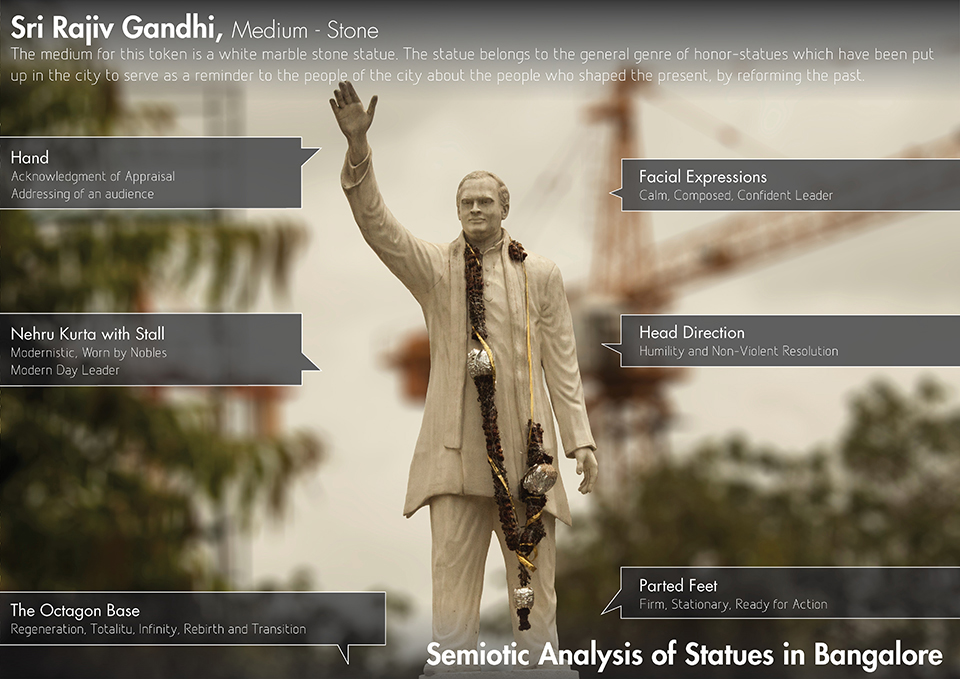 Sri Rajiv Gandhi, Medium - Stone
The medium for this token is a white marble stone statue. The statue belongs to the general genre of honor-statues which have been put
up in the city to serve as a reminder to the people of the city about the people who shaped the present, by reforming the past.
Hand
Acknowledgment of Appraisal
Addressing of an audience
Facial Expressions
Calm, Composed, Confident Leader
Nehru Kurta with Stall
Modernistic, Worn by Nobles
Modern Day Leader
Head Direction
Humility and Non-Violent Resolution
Parted Feet
Firm, Stationary, Ready for Action
The Octagon Base
Regeneration, Totalitu, Infinity, Rebirth and Transition
Semiotic Analysis of Statues in Bangalore